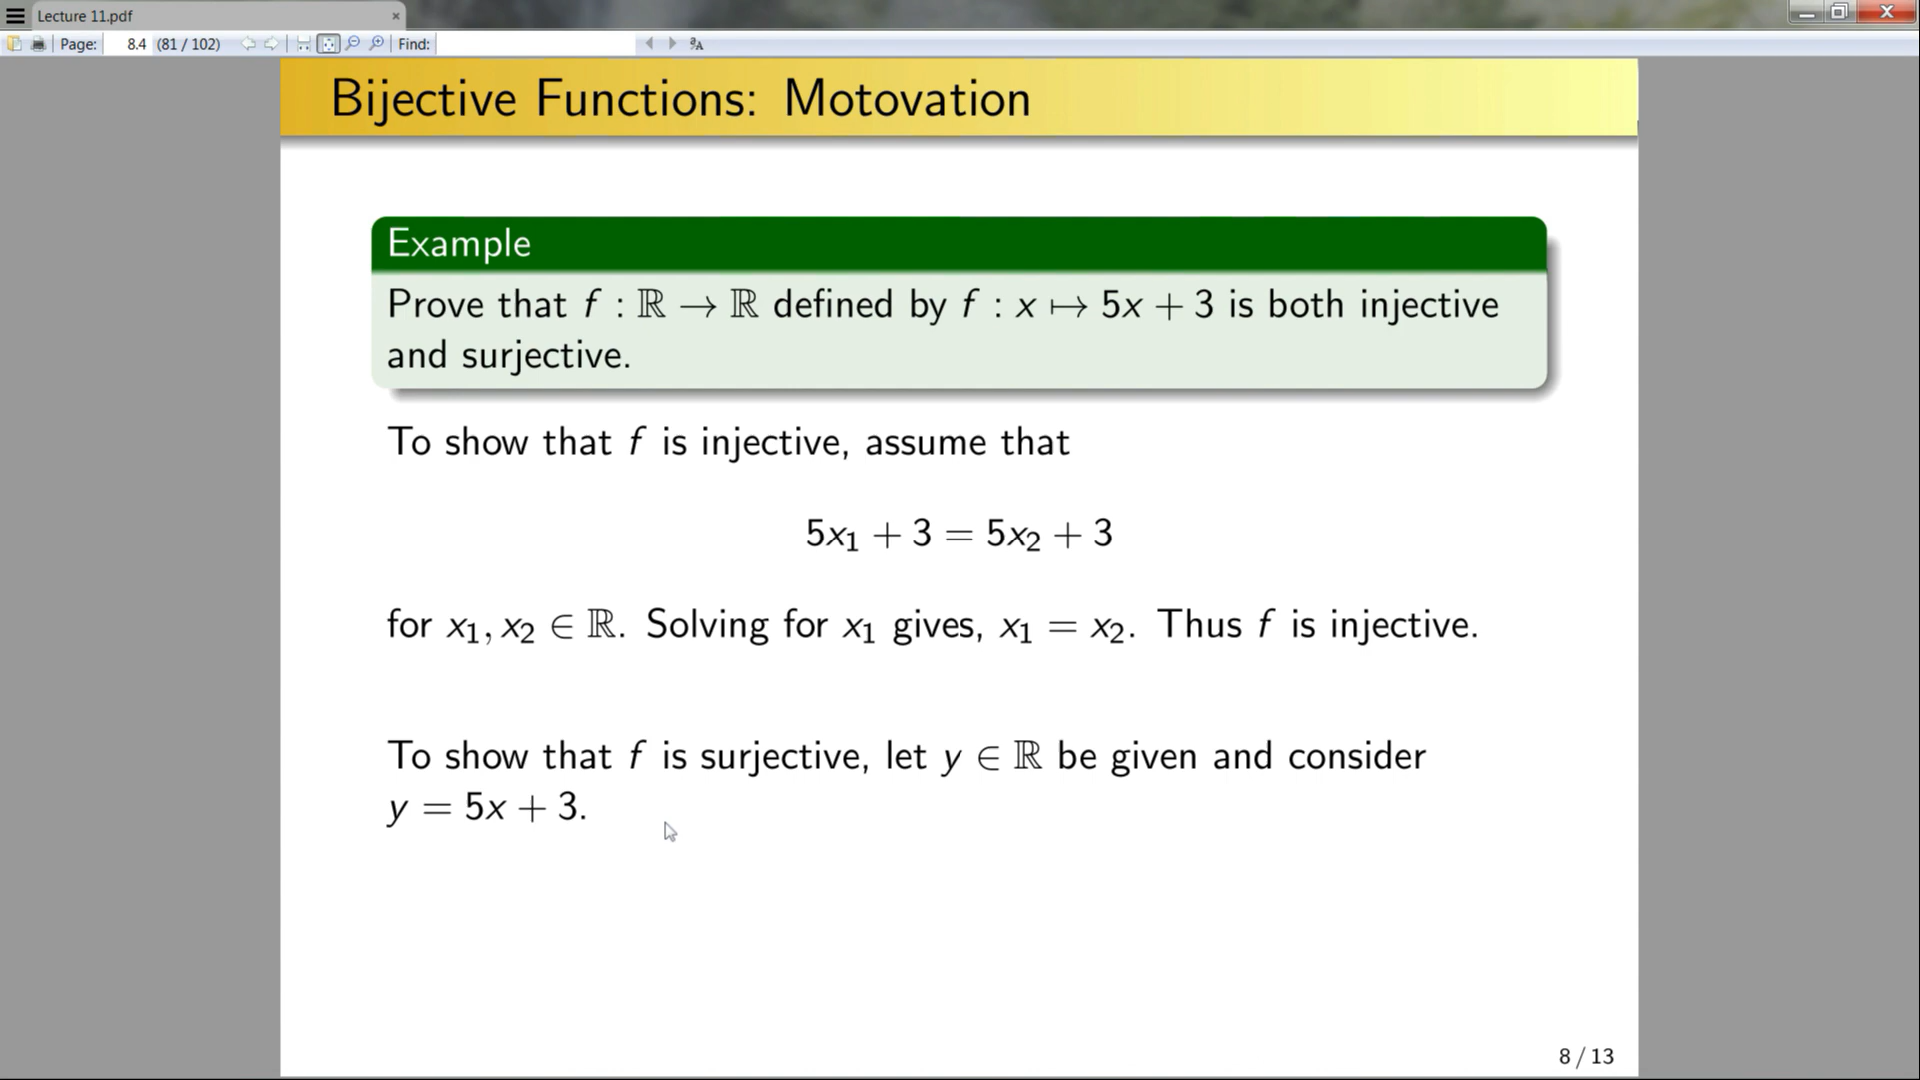 Lecture 11.pdf
Page: 8.4 (81 / 102) Find:
Bijective Functions: Motovation
Example
Prove that f : ℝ → ℝ defined by f : x ↦ 5x + 3 is both injective
and surjective.
To show that f is injective, assume that
5x₁ + 3 = 5x₂ + 3
for x₁, x₂ ∈ ℝ. Solving for x₁ gives, x₁ = x₂. Thus f is injective.
To show that f is surjective, let y ∈ ℝ be given and consider
y = 5x + 3.
8 / 13